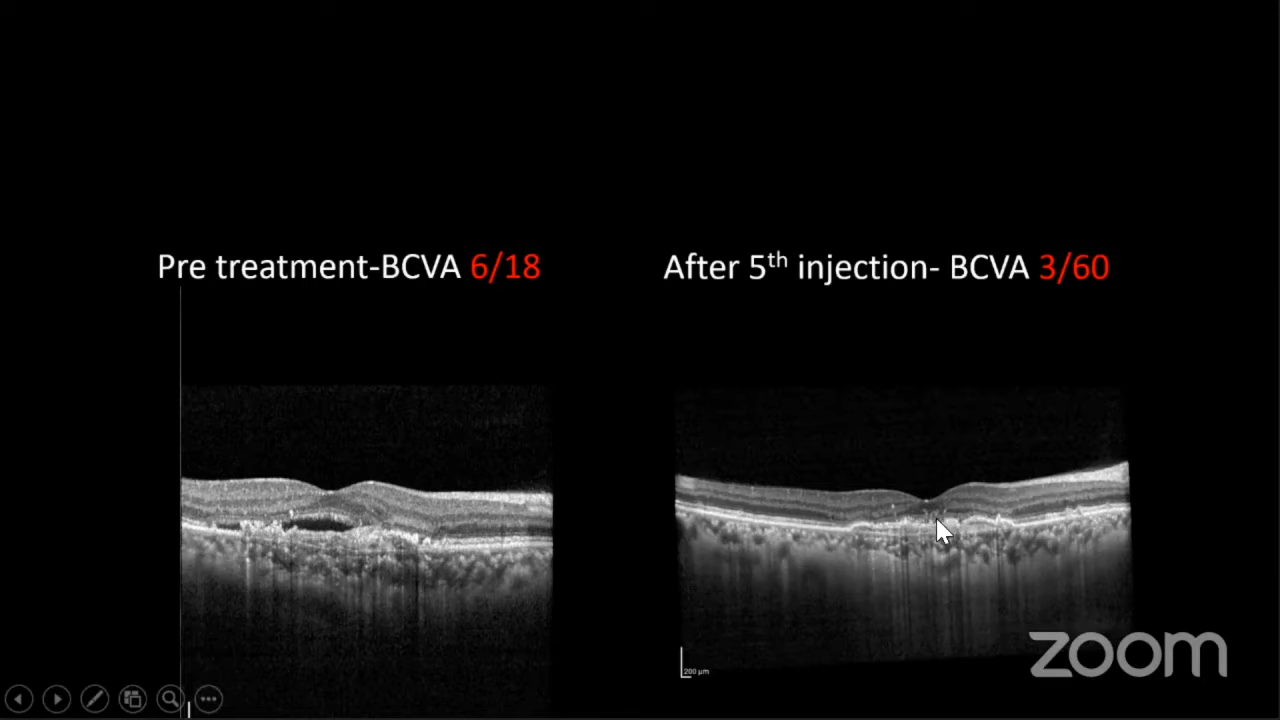 Pre treatment-BCVA 6/18
After 5th injection- BCVA 3/60
200 µm
zoom